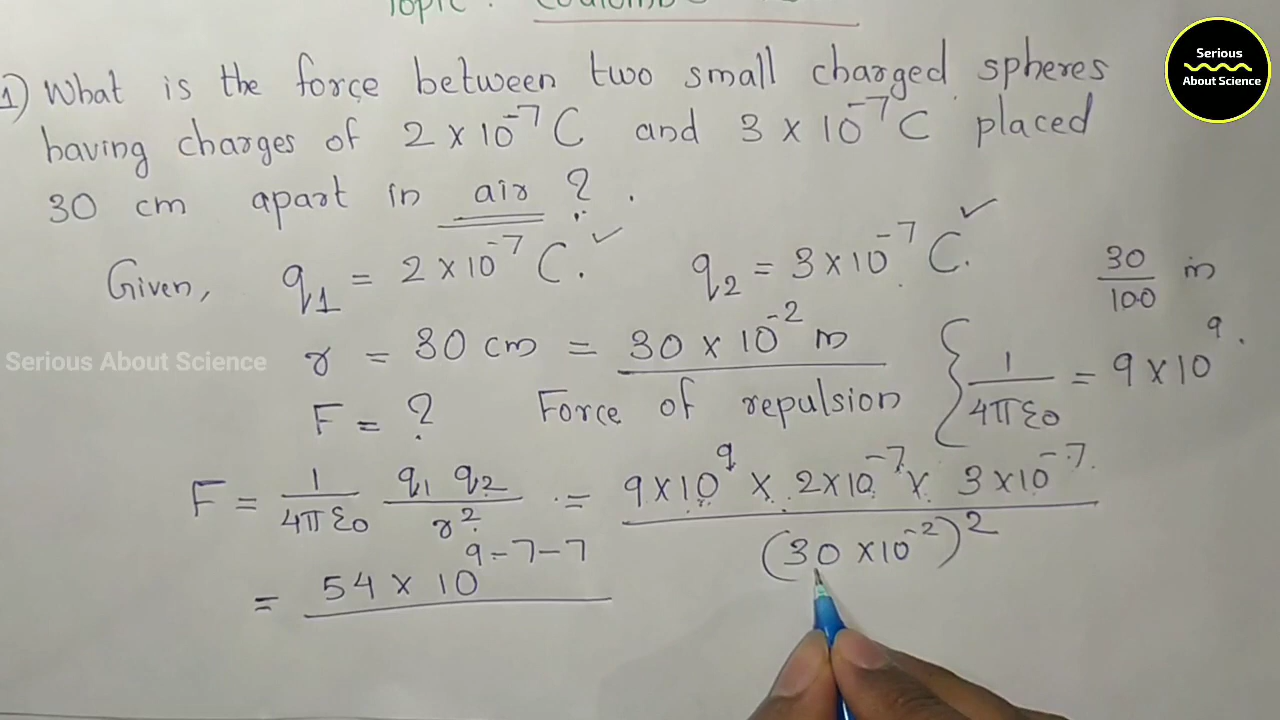 Topic :
Serious
About Science
1) What is the force between two small charged spheres
having charges of 2 × 10⁻⁷ C and 3 × 10⁻⁷ C placed
30 cm apart in air ?
Given, q₁ = 2 × 10⁻⁷ C. ✓ q₂ = 3 × 10⁻⁷ C. ✓ 30/100 m
Serious About Science
r = 30 cm = 30 × 10⁻² m { 1/4πε₀ = 9 × 10⁹.
F = ? Force of repulsion
F = 1/4πε₀ q₁ q₂/r² = 9×10⁹ × 2×10⁻⁷ × 3×10⁻⁷/(30 ×10⁻²)²
= 54 × 10⁹⁻⁷⁻⁷